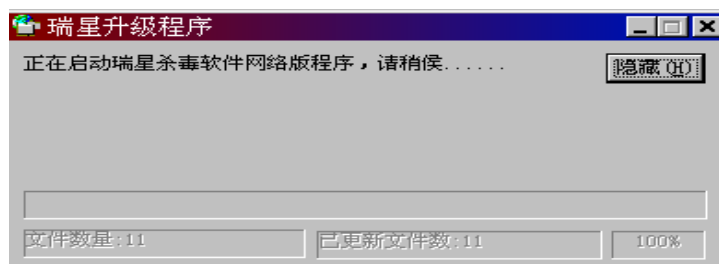 瑞星升级程序
正在启动瑞星杀毒软件网络版程序，请稍侯......
隐藏(H)
文件数量:11
已更新文件数:11
100%